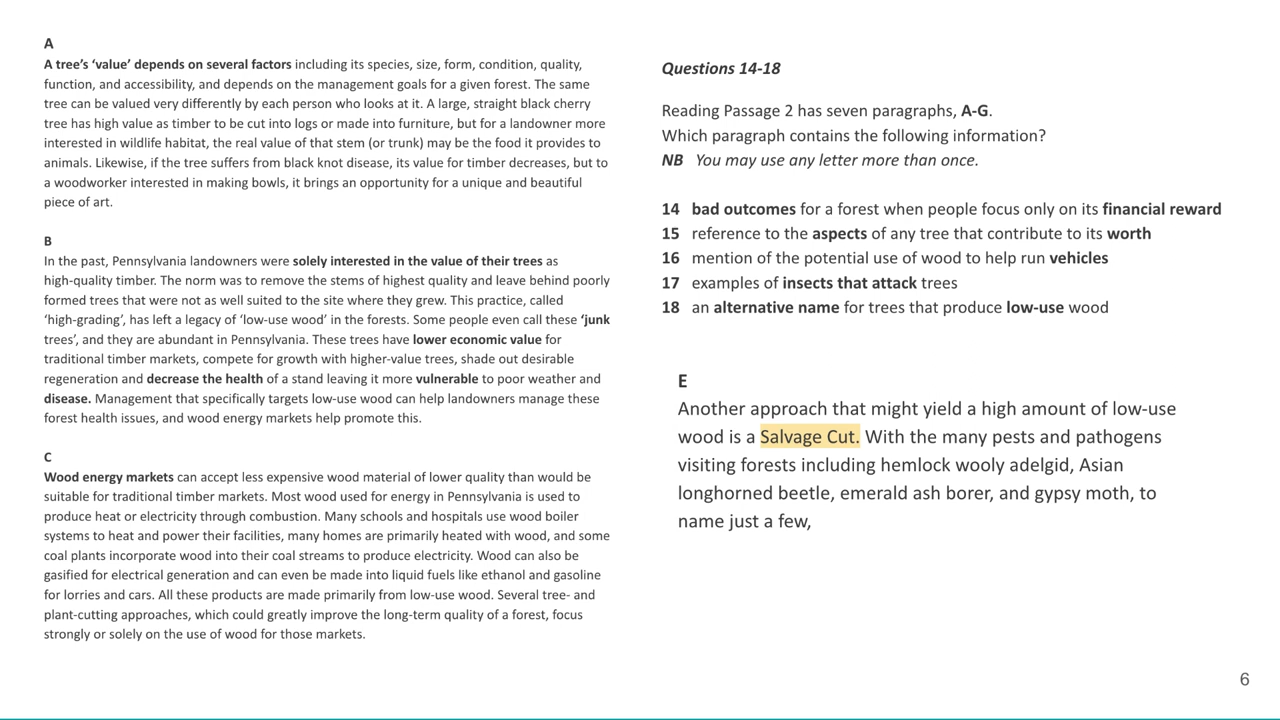 A
A tree's 'value' depends on several factors including its species, size, form, condition, quality,
function, and accessibility, and depends on the management goals for a given forest. The same
tree can be valued very differently by each person who looks at it. A large, straight black cherry
tree has high value as timber to be cut into logs or made into furniture, but for a landowner more
interested in wildlife habitat, the real value of that stem (or trunk) may be the food it provides to
animals. Likewise, if the tree suffers from black knot disease, its value for timber decreases, but to
a woodworker interested in making bowls, it brings an opportunity for a unique and beautiful
piece of art.
B
In the past, Pennsylvania landowners were solely interested in the value of their trees as
high-quality timber. The norm was to remove the stems of highest quality and leave behind poorly
formed trees that were not as well suited to the site where they grew. This practice, called
'high-grading', has left a legacy of 'low-use wood' in the forests. Some people even call these 'junk
trees', and they are abundant in Pennsylvania. These trees have lower economic value for
traditional timber markets, compete for growth with higher-value trees, shade out desirable
regeneration and decrease the health of a stand leaving it more vulnerable to poor weather and
disease. Management that specifically targets low-use wood can help landowners manage these
forest health issues, and wood energy markets help promote this.
C
Wood energy markets can accept less expensive wood material of lower quality than would be
suitable for traditional timber markets. Most wood used for energy in Pennsylvania is used to
produce heat or electricity through combustion. Many schools and hospitals use wood boiler
systems to heat and power their facilities, many homes are primarily heated with wood, and some
coal plants incorporate wood into their coal streams to produce electricity. Wood can also be
gasified for electrical generation and can even be made into liquid fuels like ethanol and gasoline
for lorries and cars. All these products are made primarily from low-use wood. Several tree- and
plant-cutting approaches, which could greatly improve the long-term quality of a forest, focus
strongly or solely on the use of wood for those markets.
Questions 14-18
Reading Passage 2 has seven paragraphs, A-G.
Which paragraph contains the following information?
NB You may use any letter more than once.
14 bad outcomes for a forest when people focus only on its financial reward
15 reference to the aspects of any tree that contribute to its worth
16 mention of the potential use of wood to help run vehicles
17 examples of insects that attack trees
18 an alternative name for trees that produce low-use wood
E
Another approach that might yield a high amount of low-use
wood is a Salvage Cut. With the many pests and pathogens
visiting forests including hemlock wooly adelgid, Asian
longhorned beetle, emerald ash borer, and gypsy moth, to
name just a few,
6